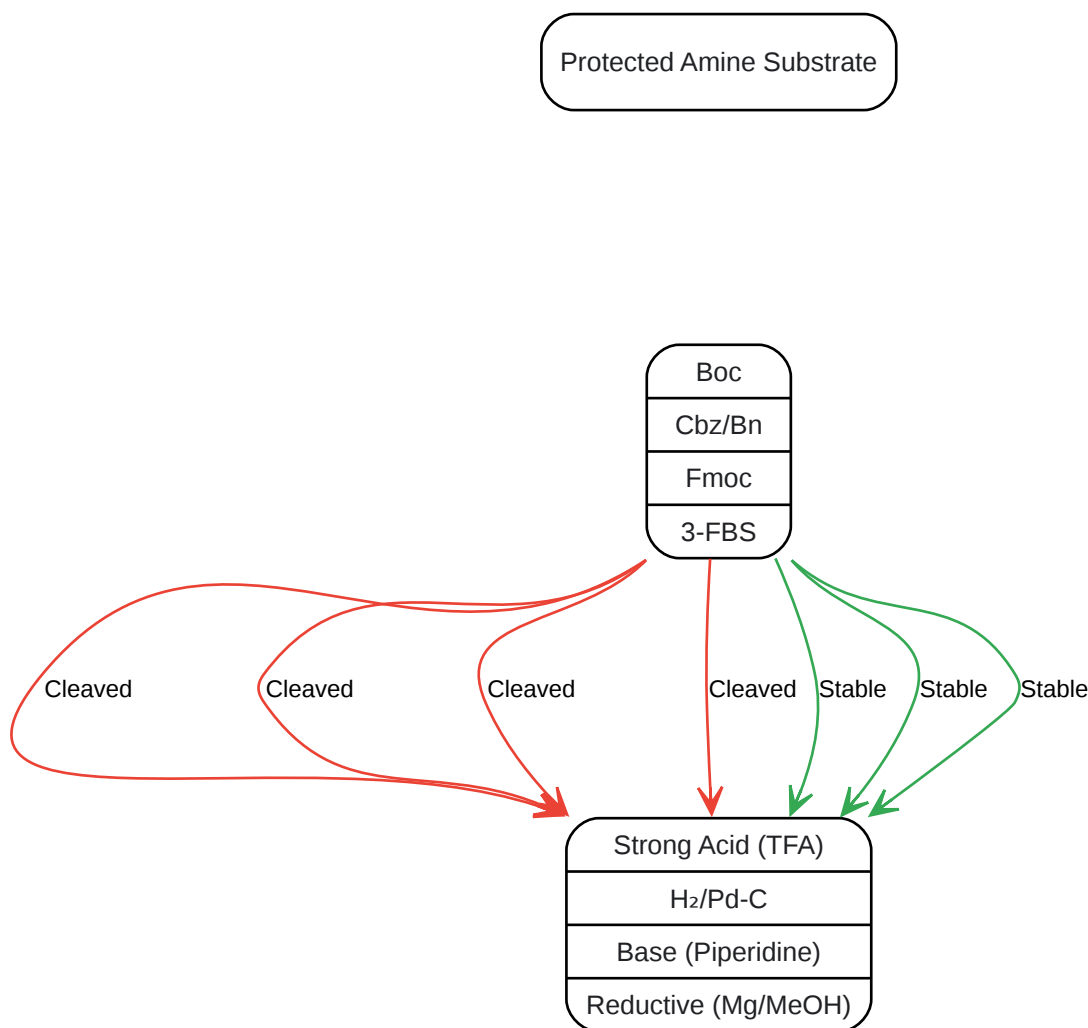 Protected Amine Substrate
Boc
Cbz/Bn
Fmoc
3-FBS
Cleaved
Cleaved
Cleaved
Cleaved
Stable
Stable
Stable
Strong Acid (TFA)
H₂/Pd-C
Base (Piperidine)
Reductive (Mg/MeOH)